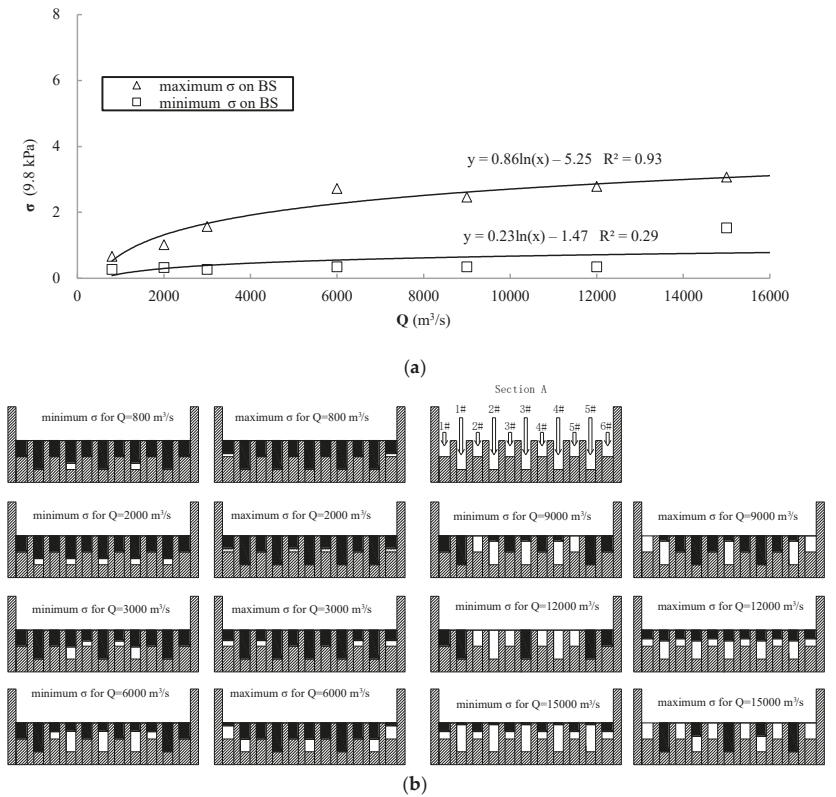 8
6
4
2
0
σ (9.8 kPa)
maximum σ on BS
minimum σ on BS
y = 0.86ln(x) – 5.25 R² = 0.93
y = 0.23ln(x) – 1.47 R² = 0.29
0 2000 4000 6000 8000 10000 12000 14000 16000
Q (m³/s)
(a)
Section A
1# 2# 3# 4# 5#
1# 2# 3# 4# 5# 6#
minimum σ for Q=800 m³/s
maximum σ for Q=800 m³/s
minimum σ for Q=2000 m³/s
maximum σ for Q=2000 m³/s
minimum σ for Q=9000 m³/s
maximum σ for Q=9000 m³/s
minimum σ for Q=3000 m³/s
maximum σ for Q=3000 m³/s
minimum σ for Q=12000 m³/s
maximum σ for Q=12000 m³/s
minimum σ for Q=6000 m³/s
maximum σ for Q=6000 m³/s
minimum σ for Q=15000 m³/s
maximum σ for Q=15000 m³/s
(b)